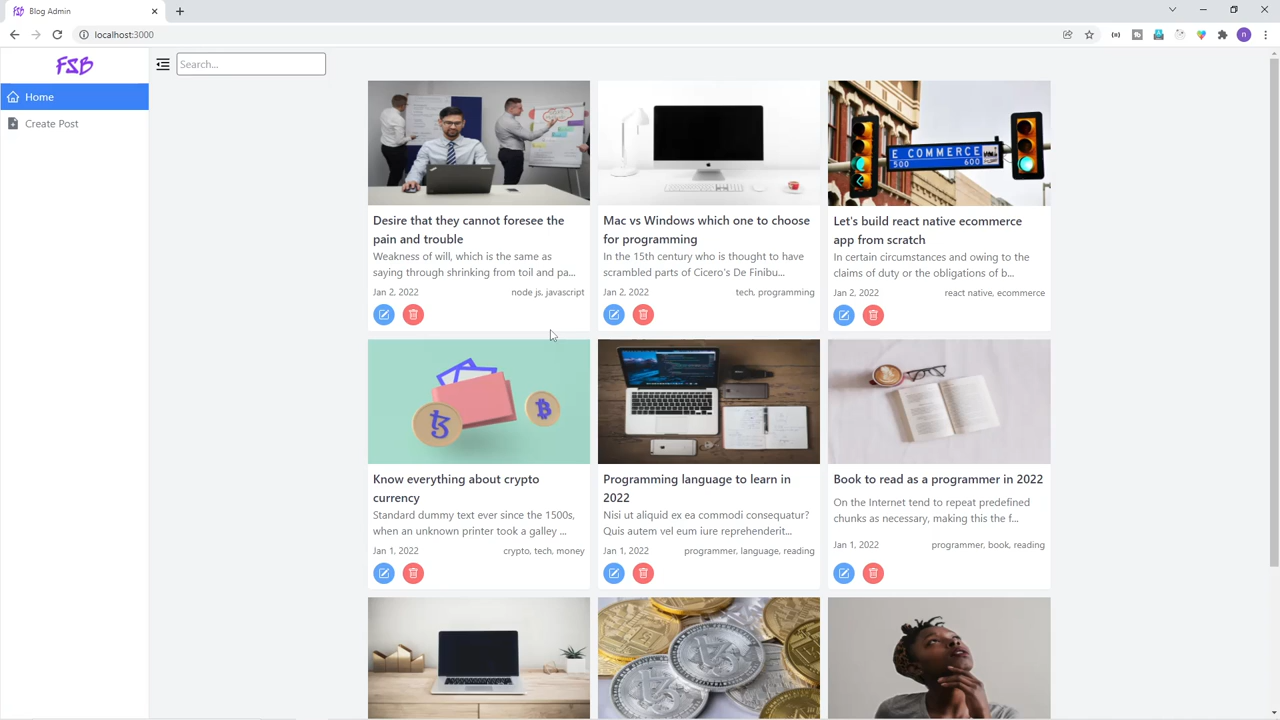 Blog Admin
localhost:3000
n
FSB
Search...
Home
Create Post
E COMMERCE
500 600
Desire that they cannot foresee the
pain and trouble
Weakness of will, which is the same as
saying through shrinking from toil and pa...
Jan 2, 2022 node js, javascript
Mac vs Windows which one to choose
for programming
In the 15th century who is thought to have
scrambled parts of Cicero's De Finibu...
Jan 2, 2022 tech, programming
Let's build react native ecommerce
app from scratch
In certain circumstances and owing to the
claims of duty or the obligations of b...
Jan 2, 2022 react native, ecommerce
Know everything about crypto
currency
Standard dummy text ever since the 1500s,
when an unknown printer took a galley ...
Jan 1, 2022 crypto, tech, money
Programming language to learn in
2022
Nisi ut aliquid ex ea commodi consequatur?
Quis autem vel eum iure reprehenderit...
Jan 1, 2022 programmer, language, reading
Book to read as a programmer in 2022
On the Internet tend to repeat predefined
chunks as necessary, making this the f...
Jan 1, 2022 programmer, book, reading